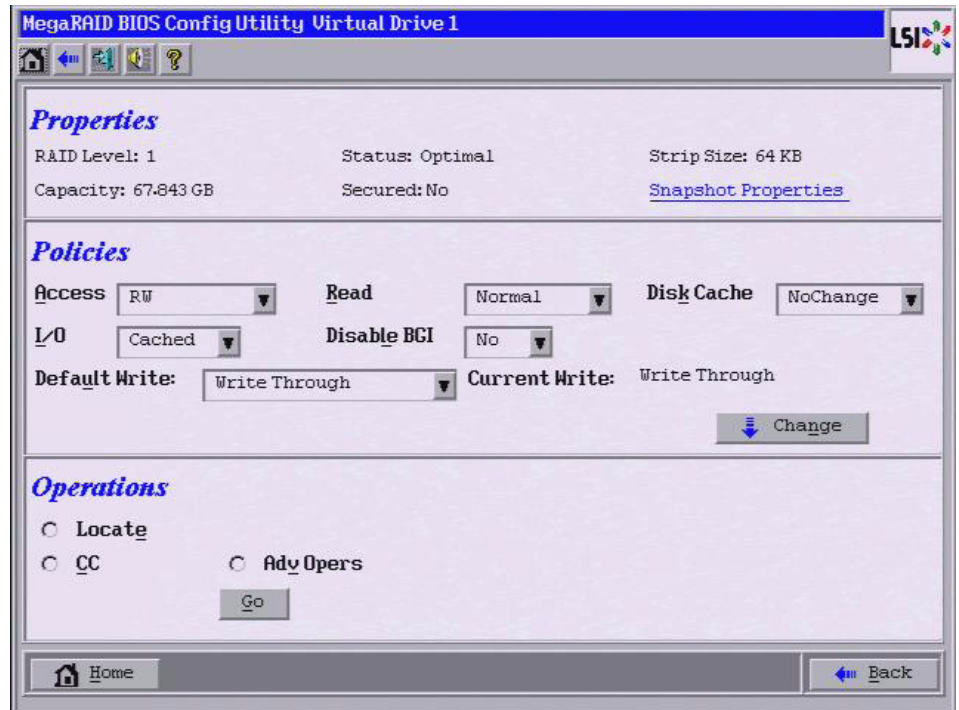 MegaRAID BIOS Config Utility Virtual Drive 1
LSI
?
Properties
RAID Level: 1 Status: Optimal Strip Size: 64 KB
Capacity: 67.843 GB Secured: No Snapshot Properties
Policies
Access RW Read Normal Disk Cache NoChange
I/O Cached Disable BGI No
Default Write: Write Through Current Write: Write Through
Change
Operations
Locate
CC Adv Opers
Go
Home Back